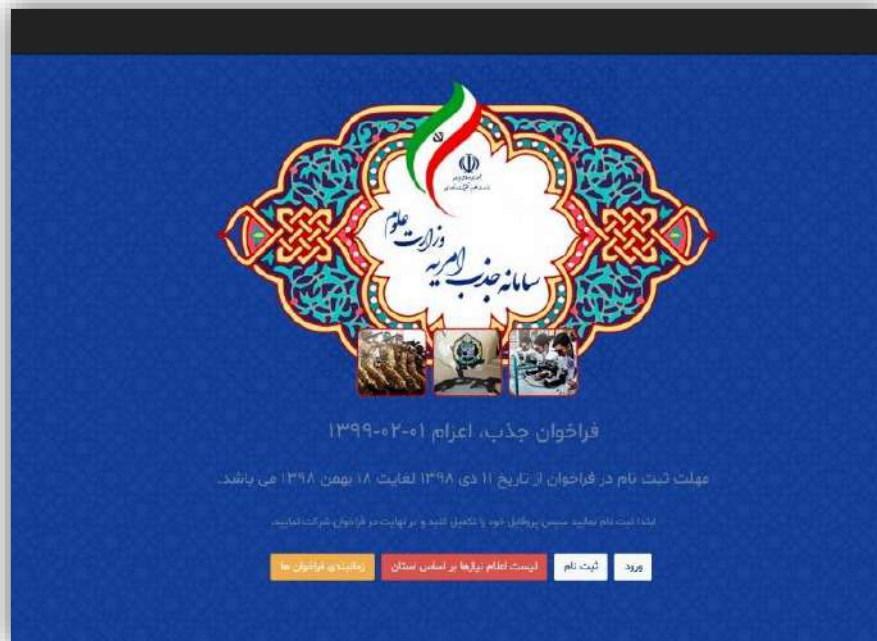 وزارت علوم
سامانه جذب امریه
فراخوان جذب، اعزام ۰۱-۰۲-۱۳۹۹
مهلت ثبت نام در فراخوان از تاریخ ۱۱ دی ۱۳۹۸ لغایت ۱۸ بهمن ۱۳۹۸ می باشد.
ابتدا ثبت نام نمایید سپس پروفایل خود را تکمیل کنید و در نهایت در فراخوان شرکت نمایید.
ورود
ثبت نام
لیست اعلام نیازها بر اساس استان
زمانبندی فراخوان ها